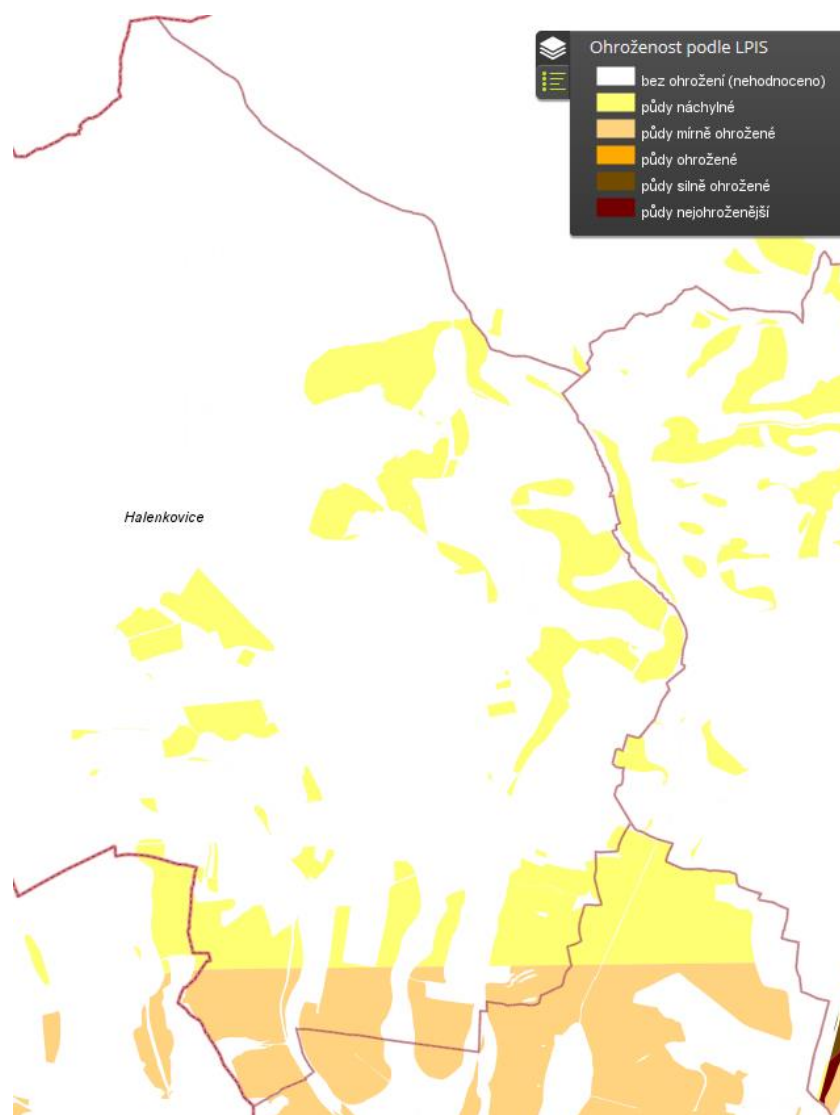 Ohroženost podle LPIS
bez ohrožení (nehodnoceno)
půdy náchylné
půdy mírně ohrožené
půdy ohrožené
půdy silně ohrožené
půdy nejohroženější
Halenkovice